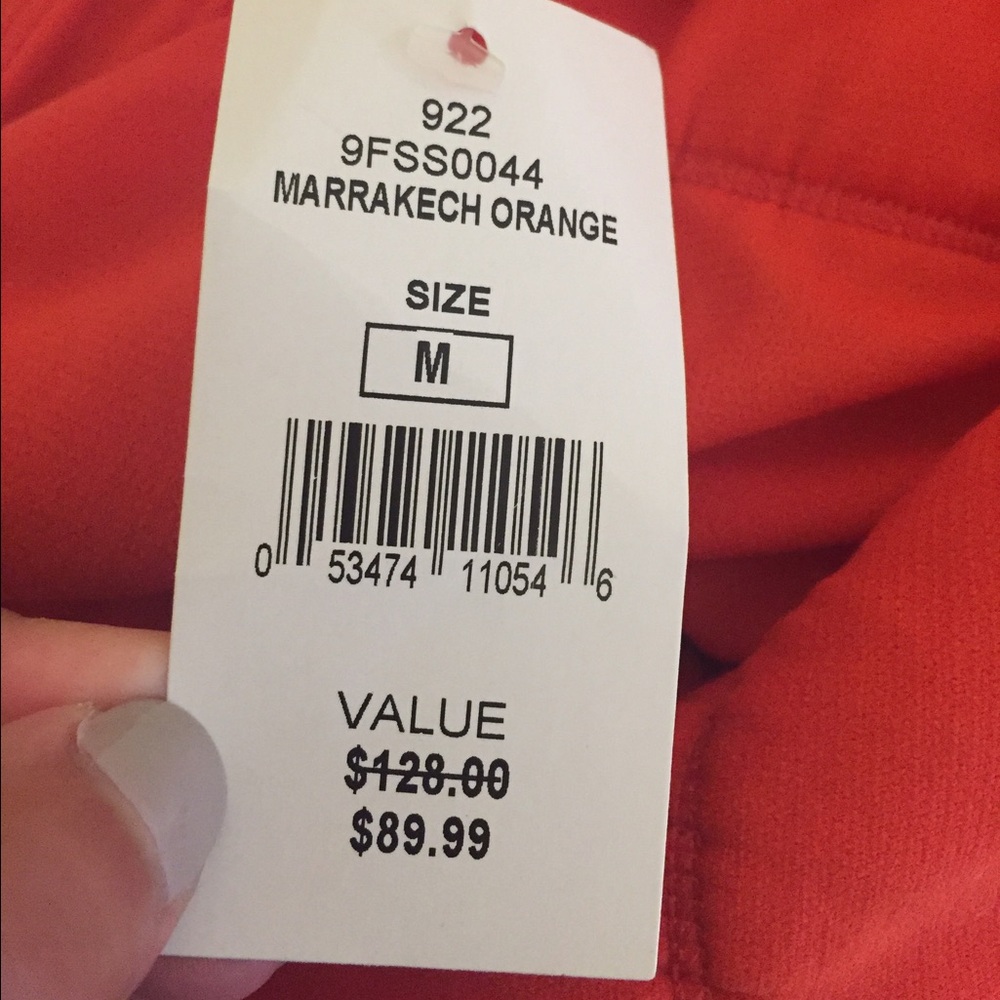 922
9FSS0044
MARRAKECH ORANGE
SIZE
M
0 53474 11054 6
VALUE
$128.00
$89.99